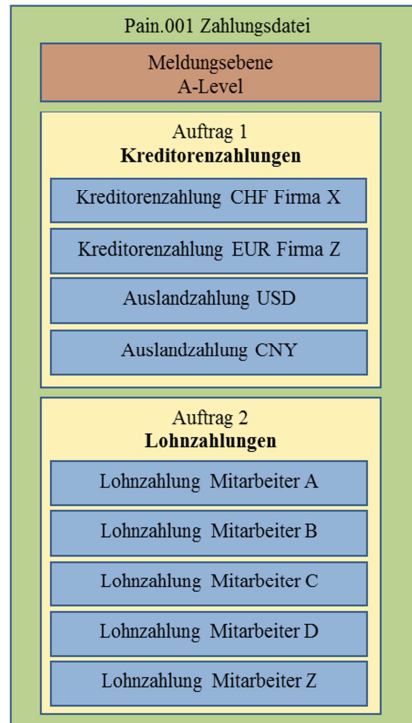 Pain.001 Zahlungsdatei
Meldungsebene
A-Level
Auftrag 1
Kreditorenzahlungen
Kreditorenzahlung CHF Firma X
Kreditorenzahlung EUR Firma Z
Auslandzahlung USD
Auslandzahlung CNY
Auftrag 2
Lohnzahlungen
Lohnzahlung Mitarbeiter A
Lohnzahlung Mitarbeiter B
Lohnzahlung Mitarbeiter C
Lohnzahlung Mitarbeiter D
Lohnzahlung Mitarbeiter Z